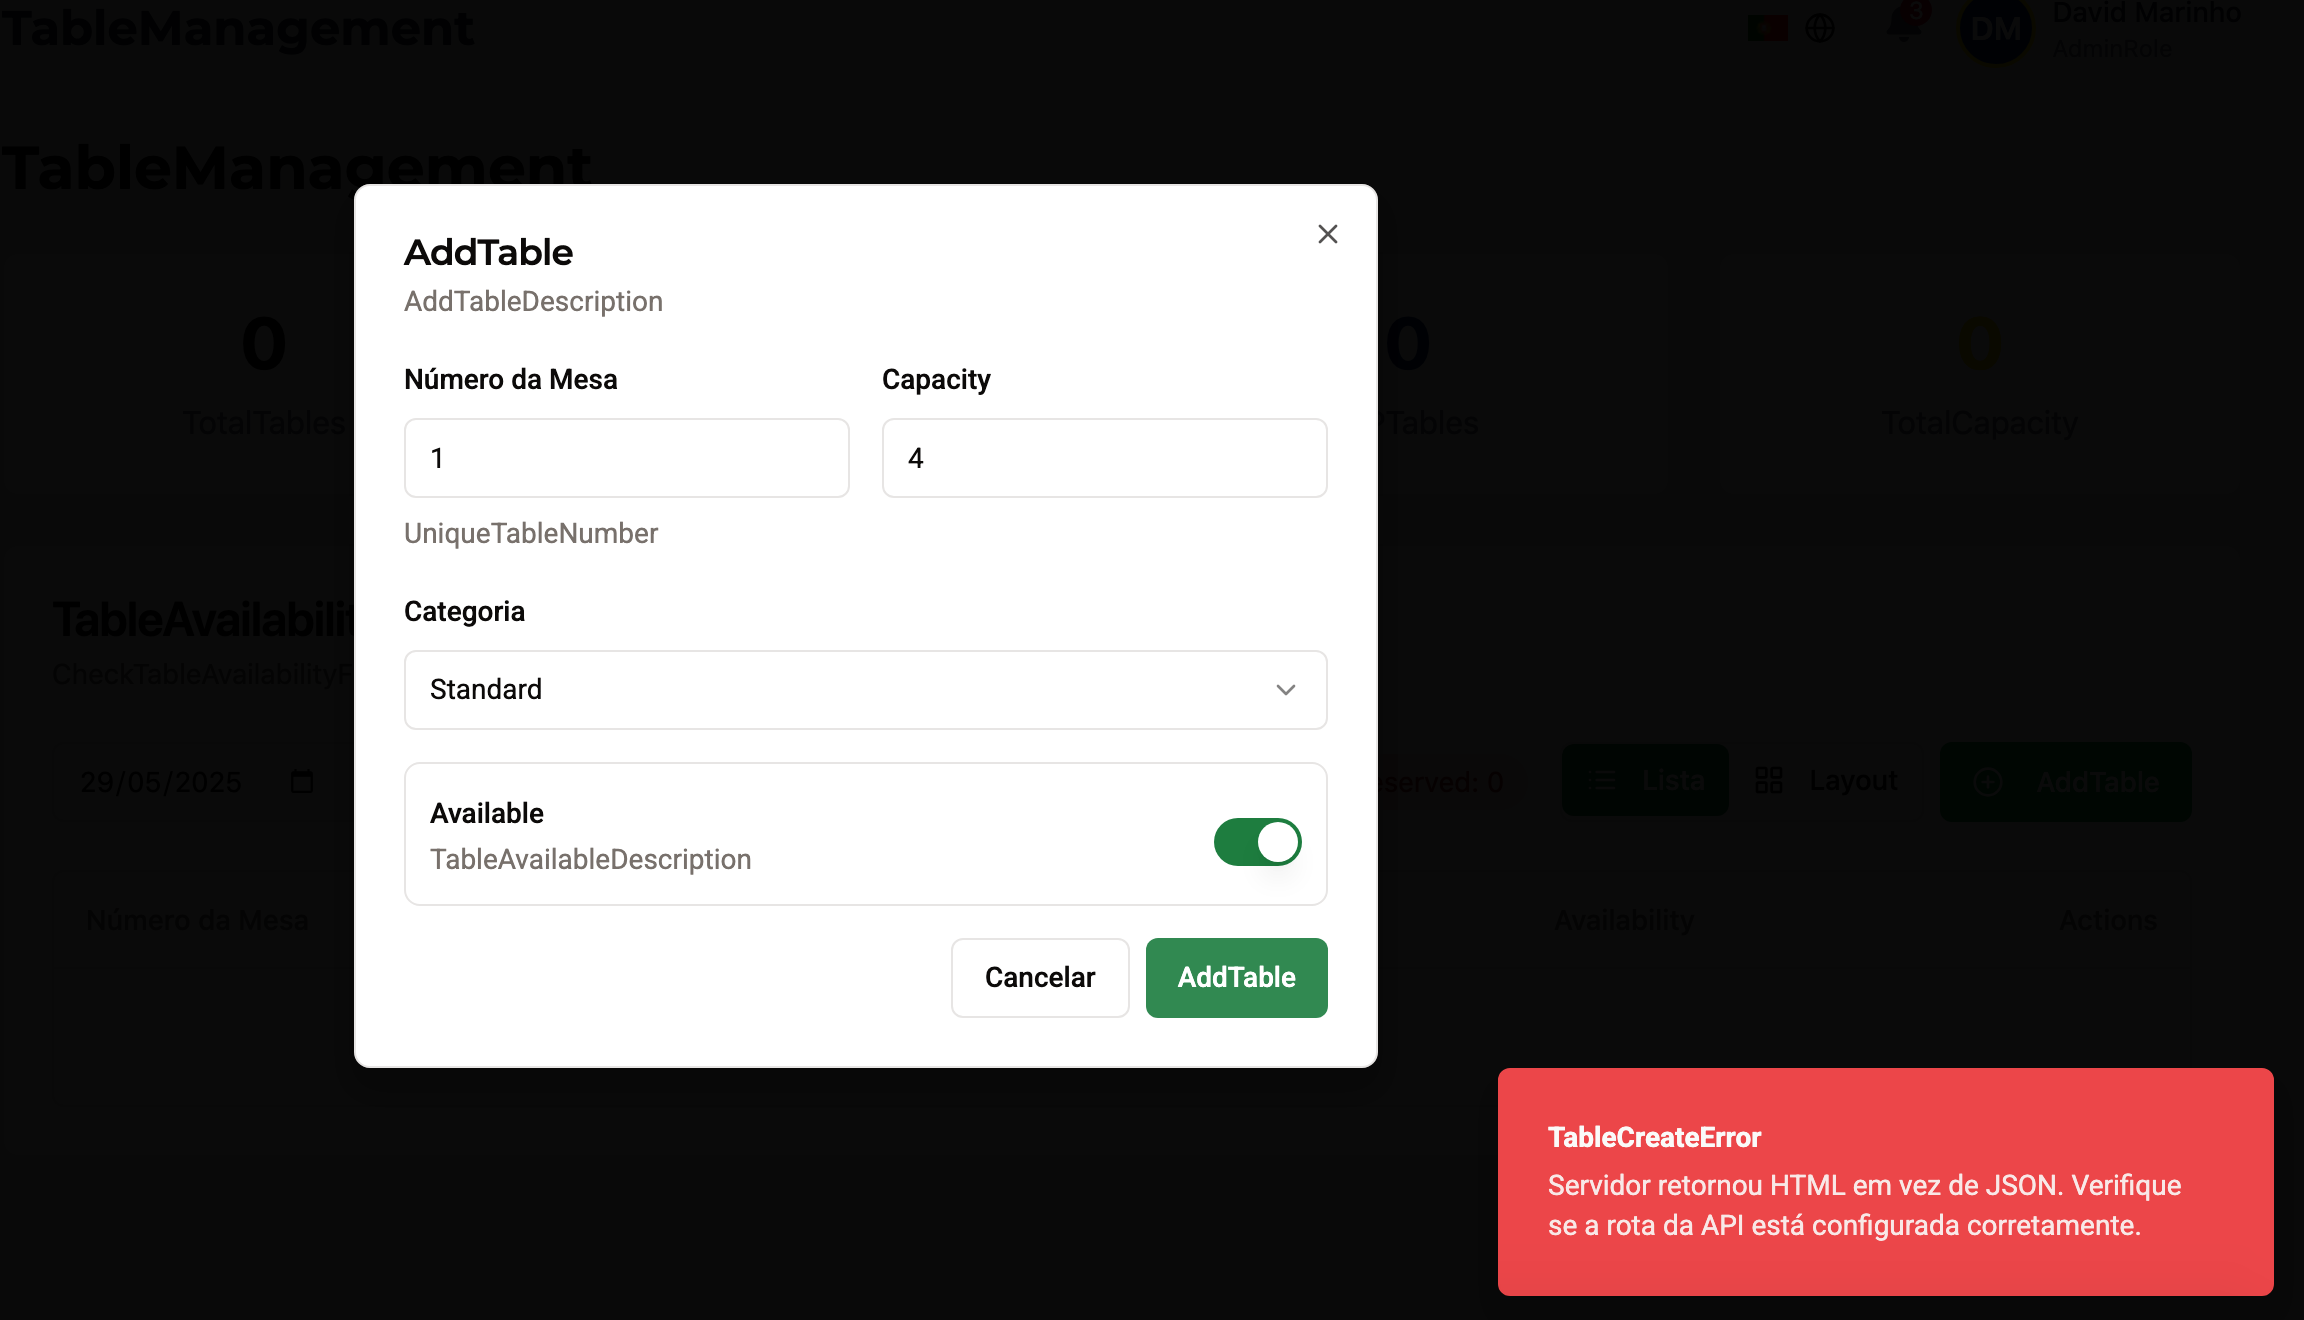 TableManagement
3
DM
David Marinho
AdminRole
TableManagement
0
TotalTables
0
Tables
0
TotalCapacity
AddTable
AddTableDescription
Número da Mesa
Capacity
1
4
UniqueTableNumber
Categoria
Standard
Available
TableAvailableDescription
Cancelar
AddTable
TableAvailabilit
CheckTableAvailabilityF
29/05/2025
served: 0
Lista
Layout
AddTable
Número da Mesa
Availability
Actions
TableCreateError
Servidor retornou HTML em vez de JSON. Verifique
se a rota da API está configurada corretamente.